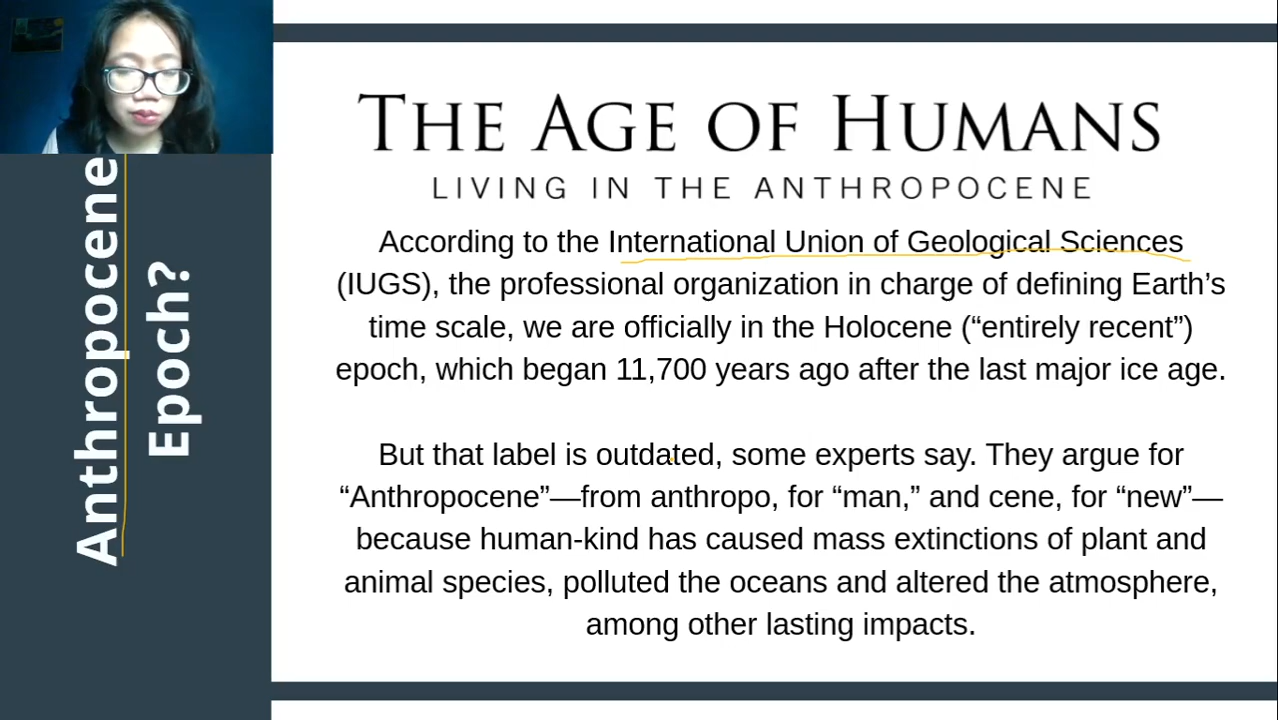 Anthropocene
Epoch?
THE AGE OF HUMANS
LIVING IN THE ANTHROPOCENE
According to the International Union of Geological Sciences
(IUGS), the professional organization in charge of defining Earth’s
time scale, we are officially in the Holocene (“entirely recent”)
epoch, which began 11,700 years ago after the last major ice age.
But that label is outdated, some experts say. They argue for
“Anthropocene”—from anthropo, for “man,” and cene, for “new”—
because human-kind has caused mass extinctions of plant and
animal species, polluted the oceans and altered the atmosphere,
among other lasting impacts.